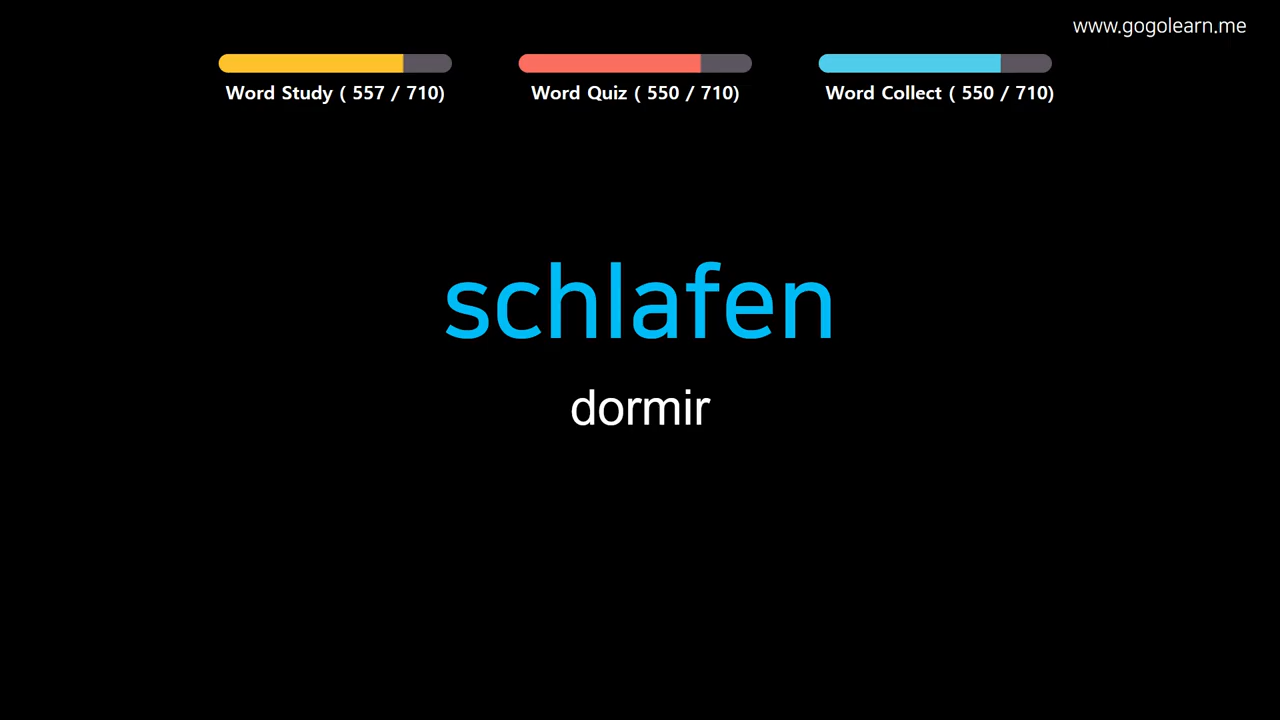 www.gogolearn.me
Word Study ( 557 / 710)
Word Quiz ( 550 / 710)
Word Collect ( 550 / 710)
schlafen
dormir